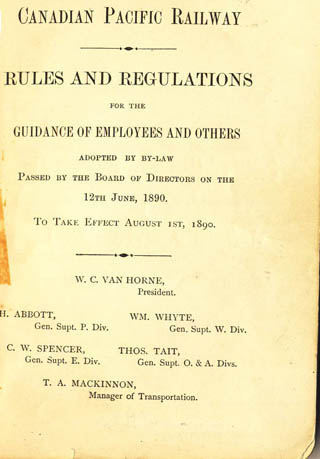 CANADIAN PACIFIC RAILWAY
RULES AND REGULATIONS
FOR THE
GUIDANCE OF EMPLOYEES AND OTHERS
ADOPTED BY BY-LAW
PASSED BY THE BOARD OF DIRECTORS ON THE
12TH JUNE, 1890.
TO TAKE EFFECT AUGUST 1ST, 1890.
W. C. VAN HORNE,
President.
H. ABBOTT,
Gen. Supt. P. Div.
WM. WHYTE,
Gen. Supt. W. Div.
C. W. SPENCER,
Gen. Supt. E. Div.
THOS. TAIT,
Gen. Supt. O. & A. Divs.
T. A. MACKINNON,
Manager of Transportation.